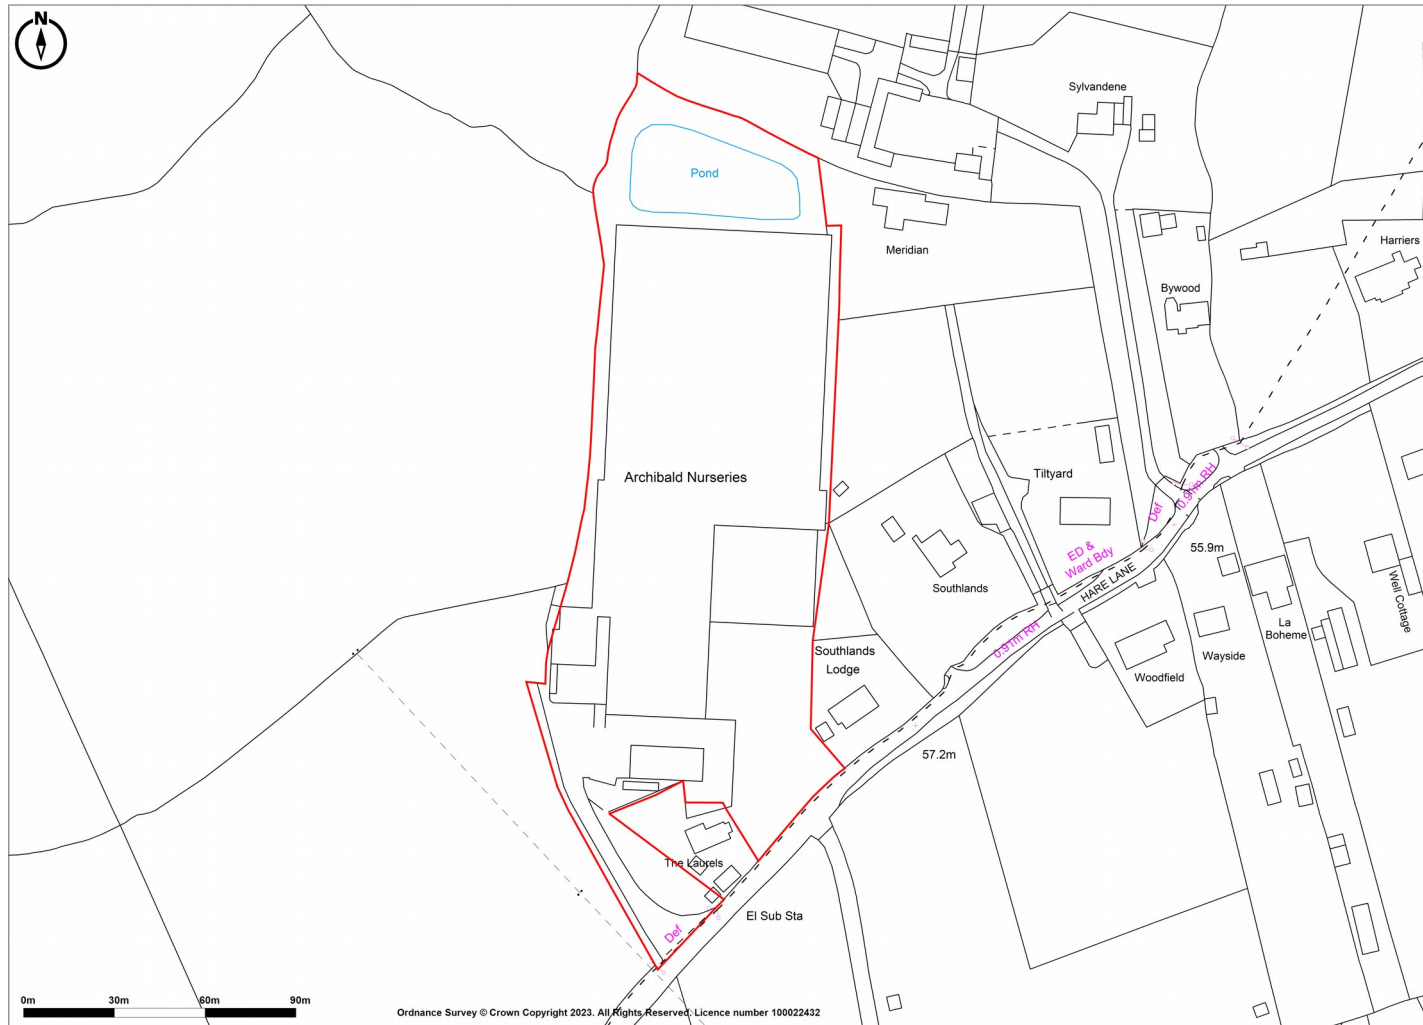 N
Sylvandene
Pond
Meridian
Harriers
Bywood
Archibald Nurseries
Tiltyard
0.91m RH
Def
ED &
Ward Bdy
55.9m
HARE LANE
Southlands
Well Cottage
La
Boheme
0.91m RH
Wayside
Southlands
Lodge
Woodfield
57.2m
The Laurels
El Sub Sta
Def
0m 30m 60m 90m
Ordnance Survey © Crown Copyright 2023. All Rights Reserved. Licence number 100022432